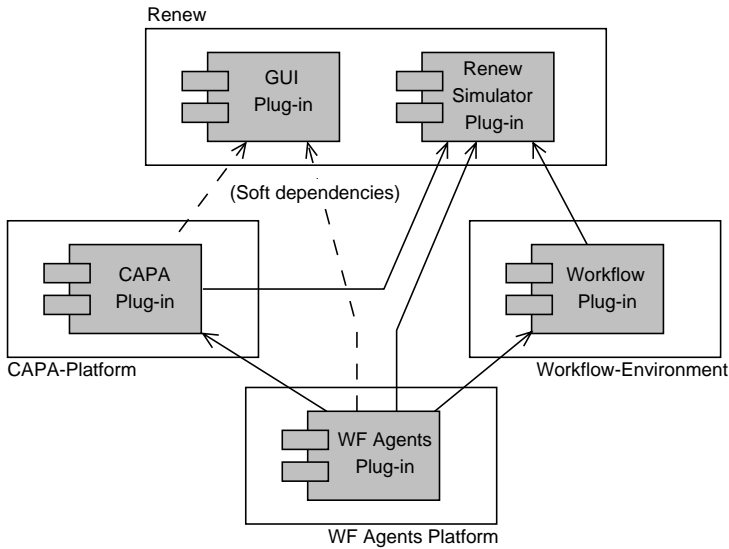 Renew
GUI
Plug-in
Renew
Simulator
Plug-in
(Soft dependencies)
CAPA
Plug-in
Workflow
Plug-in
CAPA-Platform
Workflow-Environment
WF Agents
Plug-in
WF Agents Platform